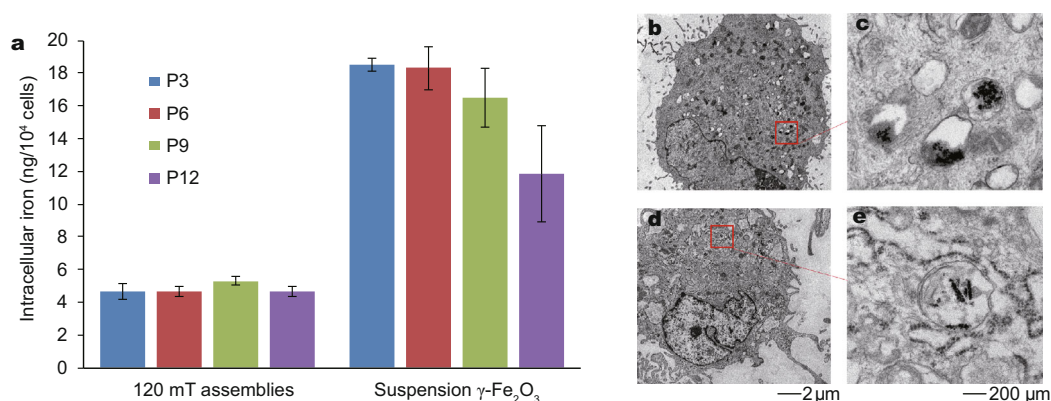 a
Intracellular iron (ng/10⁴ cells)
20
18
16
14
12
10
8
6
4
2
0
P3
P6
P9
P12
120 mT assemblies
Suspension γ-Fe₂O₃
b
c
d
e
2 µm
200 µm